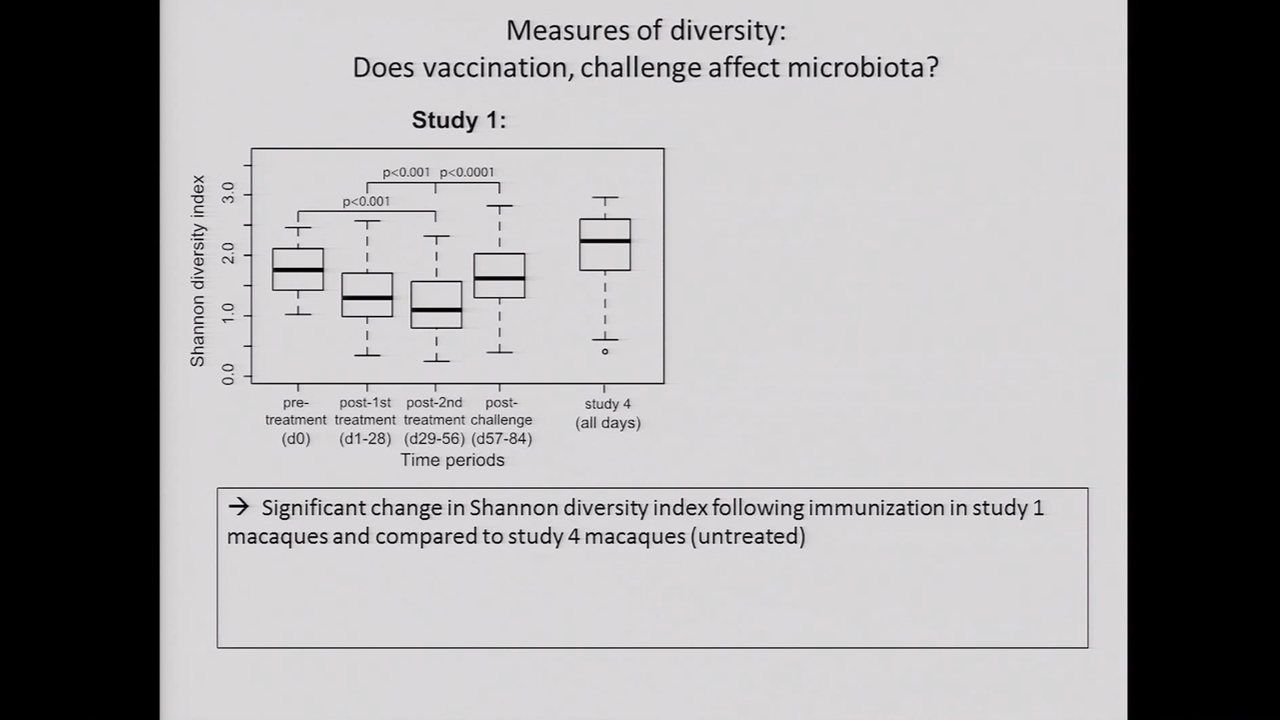 Measures of diversity:
Does vaccination, challenge affect microbiota?
Study 1:
Shannon diversity index
3.0
2.0
1.0
0.0
p<0.001 p<0.0001
p<0.001
pre-
treatment
(d0)
post-1st
treatment
(d1-28)
post-2nd
treatment
(d29-56)
post-
challenge
(d57-84)
study 4
(all days)
Time periods
→ Significant change in Shannon diversity index following immunization in study 1
macaques and compared to study 4 macaques (untreated)